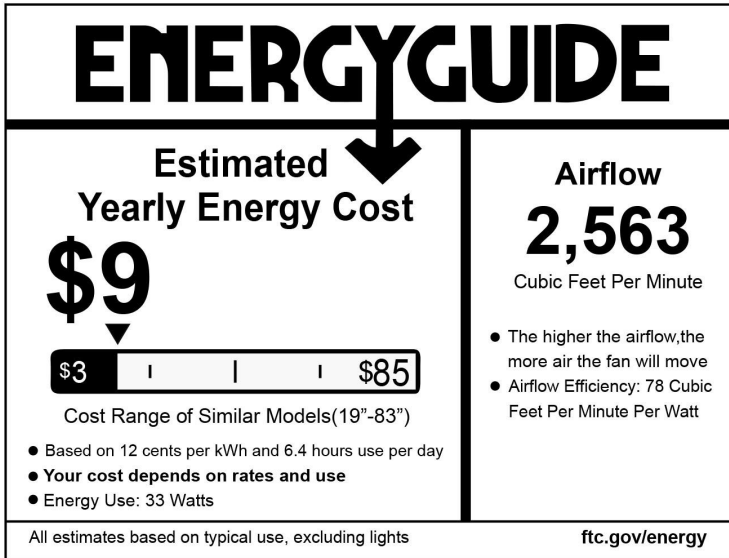 ENERGYGUIDE
Estimated
Yearly Energy Cost
$9
$3
$85
Cost Range of Similar Models(19”-83”)
● Based on 12 cents per kWh and 6.4 hours use per day
● Your cost depends on rates and use
● Energy Use: 33 Watts
Airflow
2,563
Cubic Feet Per Minute
● The higher the airflow,the
more air the fan will move
● Airflow Efficiency: 78 Cubic
Feet Per Minute Per Watt
All estimates based on typical use, excluding lights
ftc.gov/energy